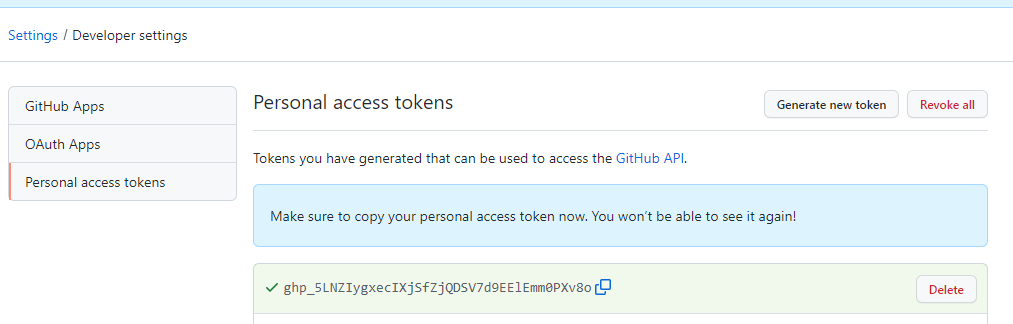 Settings / Developer settings
GitHub Apps
OAuth Apps
Personal access tokens
Personal access tokens
Generate new token
Revoke all
Tokens you have generated that can be used to access the GitHub API.
Make sure to copy your personal access token now. You won't be able to see it again!
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
Delete